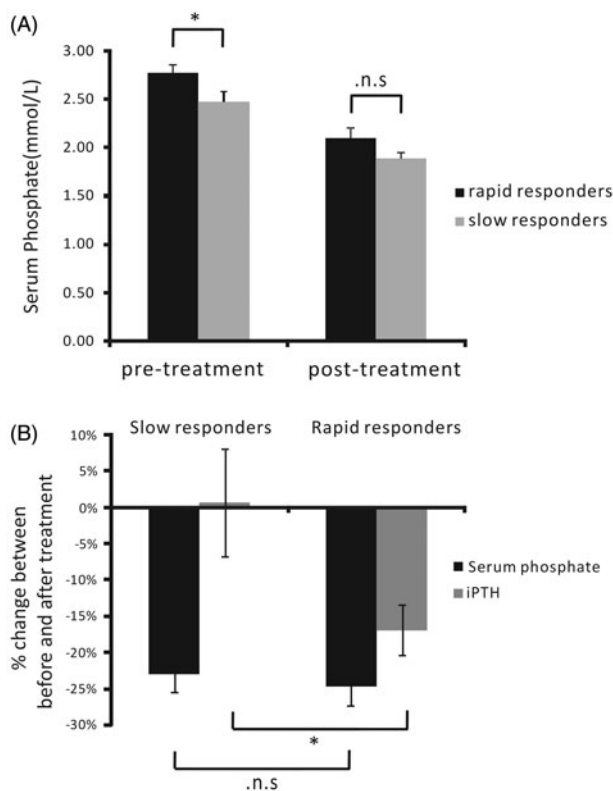 (A)
*
.n.s
3.00
2.50
2.00
1.50
1.00
0.50
0.00
Serum Phosphate(mmol/L)
pre-treatment
post-treatment
rapid responders
slow responders
(B)
Slow responders
Rapid responders
10%
5%
0%
-5%
-10%
-15%
-20%
-25%
-30%
% change between
before and after treatment
Serum phosphate
iPTH
*
.n.s